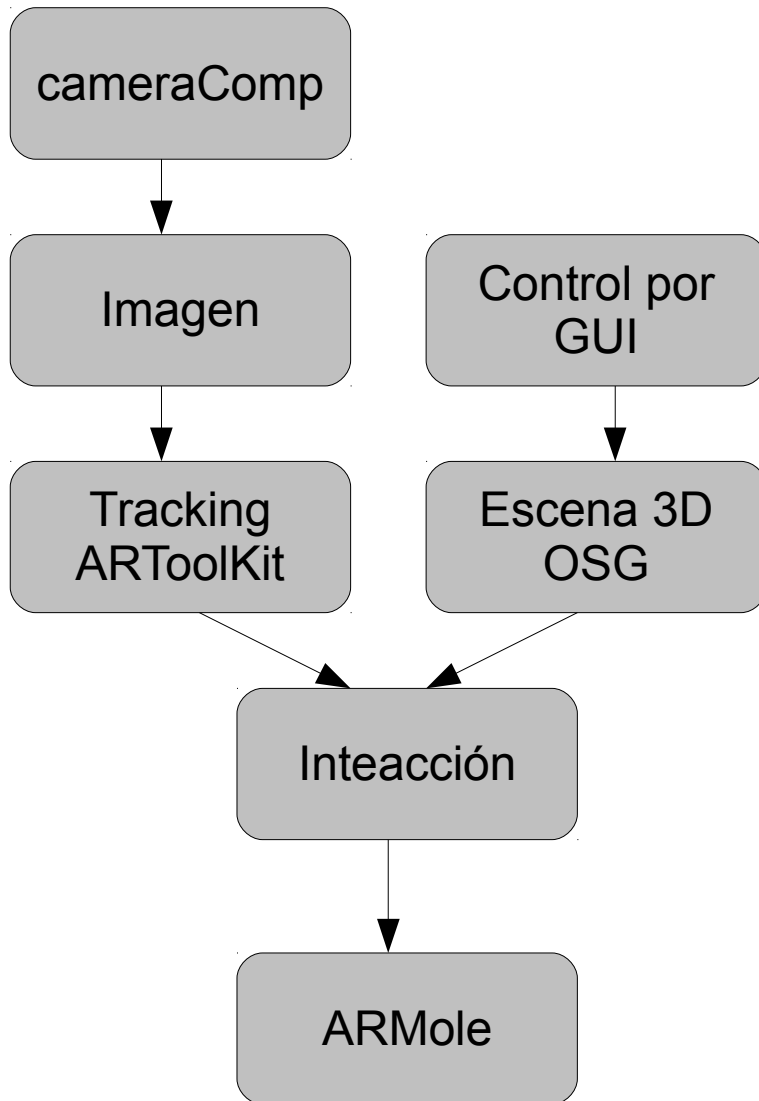 cameraComp
Imagen
Control por
GUI
Tracking
ARToolKit
Escena 3D
OSG
Inteacción
ARMole